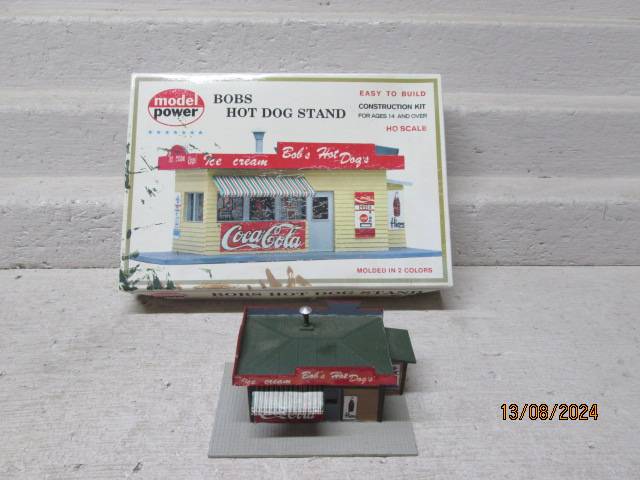 model
power
BOBS
HOT DOG STAND
EASY TO BUILD
CONSTRUCTION KIT
FOR AGES 14 AND OVER
HO SCALE
Ice cream
Bob's Hot
Dog's
Coca-Cola
Hires
MOLDED IN 2 COLORS
BOBS HOT DOG STAND
Ice cream
Bob's Hot
Dog's
13/08/2024